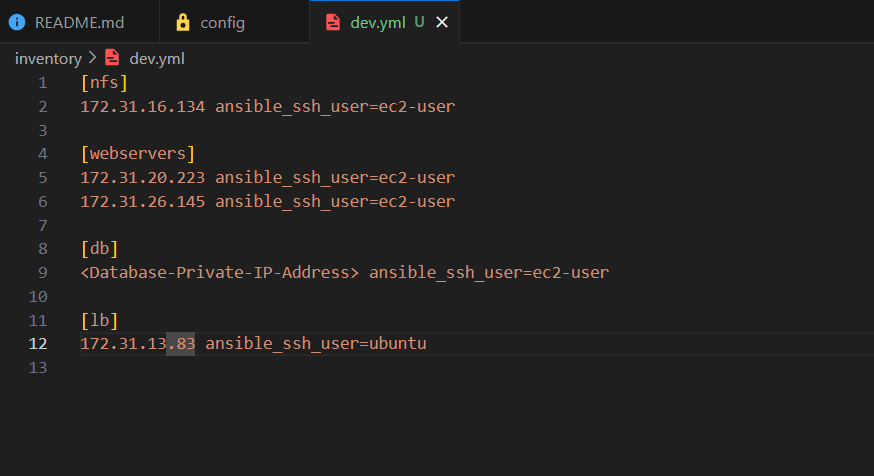 README.md config dev.yml U
inventory > dev.yml
1 [nfs]
2 172.31.16.134 ansible_ssh_user=ec2-user
3
4 [webservers]
5 172.31.20.223 ansible_ssh_user=ec2-user
6 172.31.26.145 ansible_ssh_user=ec2-user
7
8 [db]
9 <Database-Private-IP-Address> ansible_ssh_user=ec2-user
10
11 [lb]
12 172.31.13.83 ansible_ssh_user=ubuntu
13